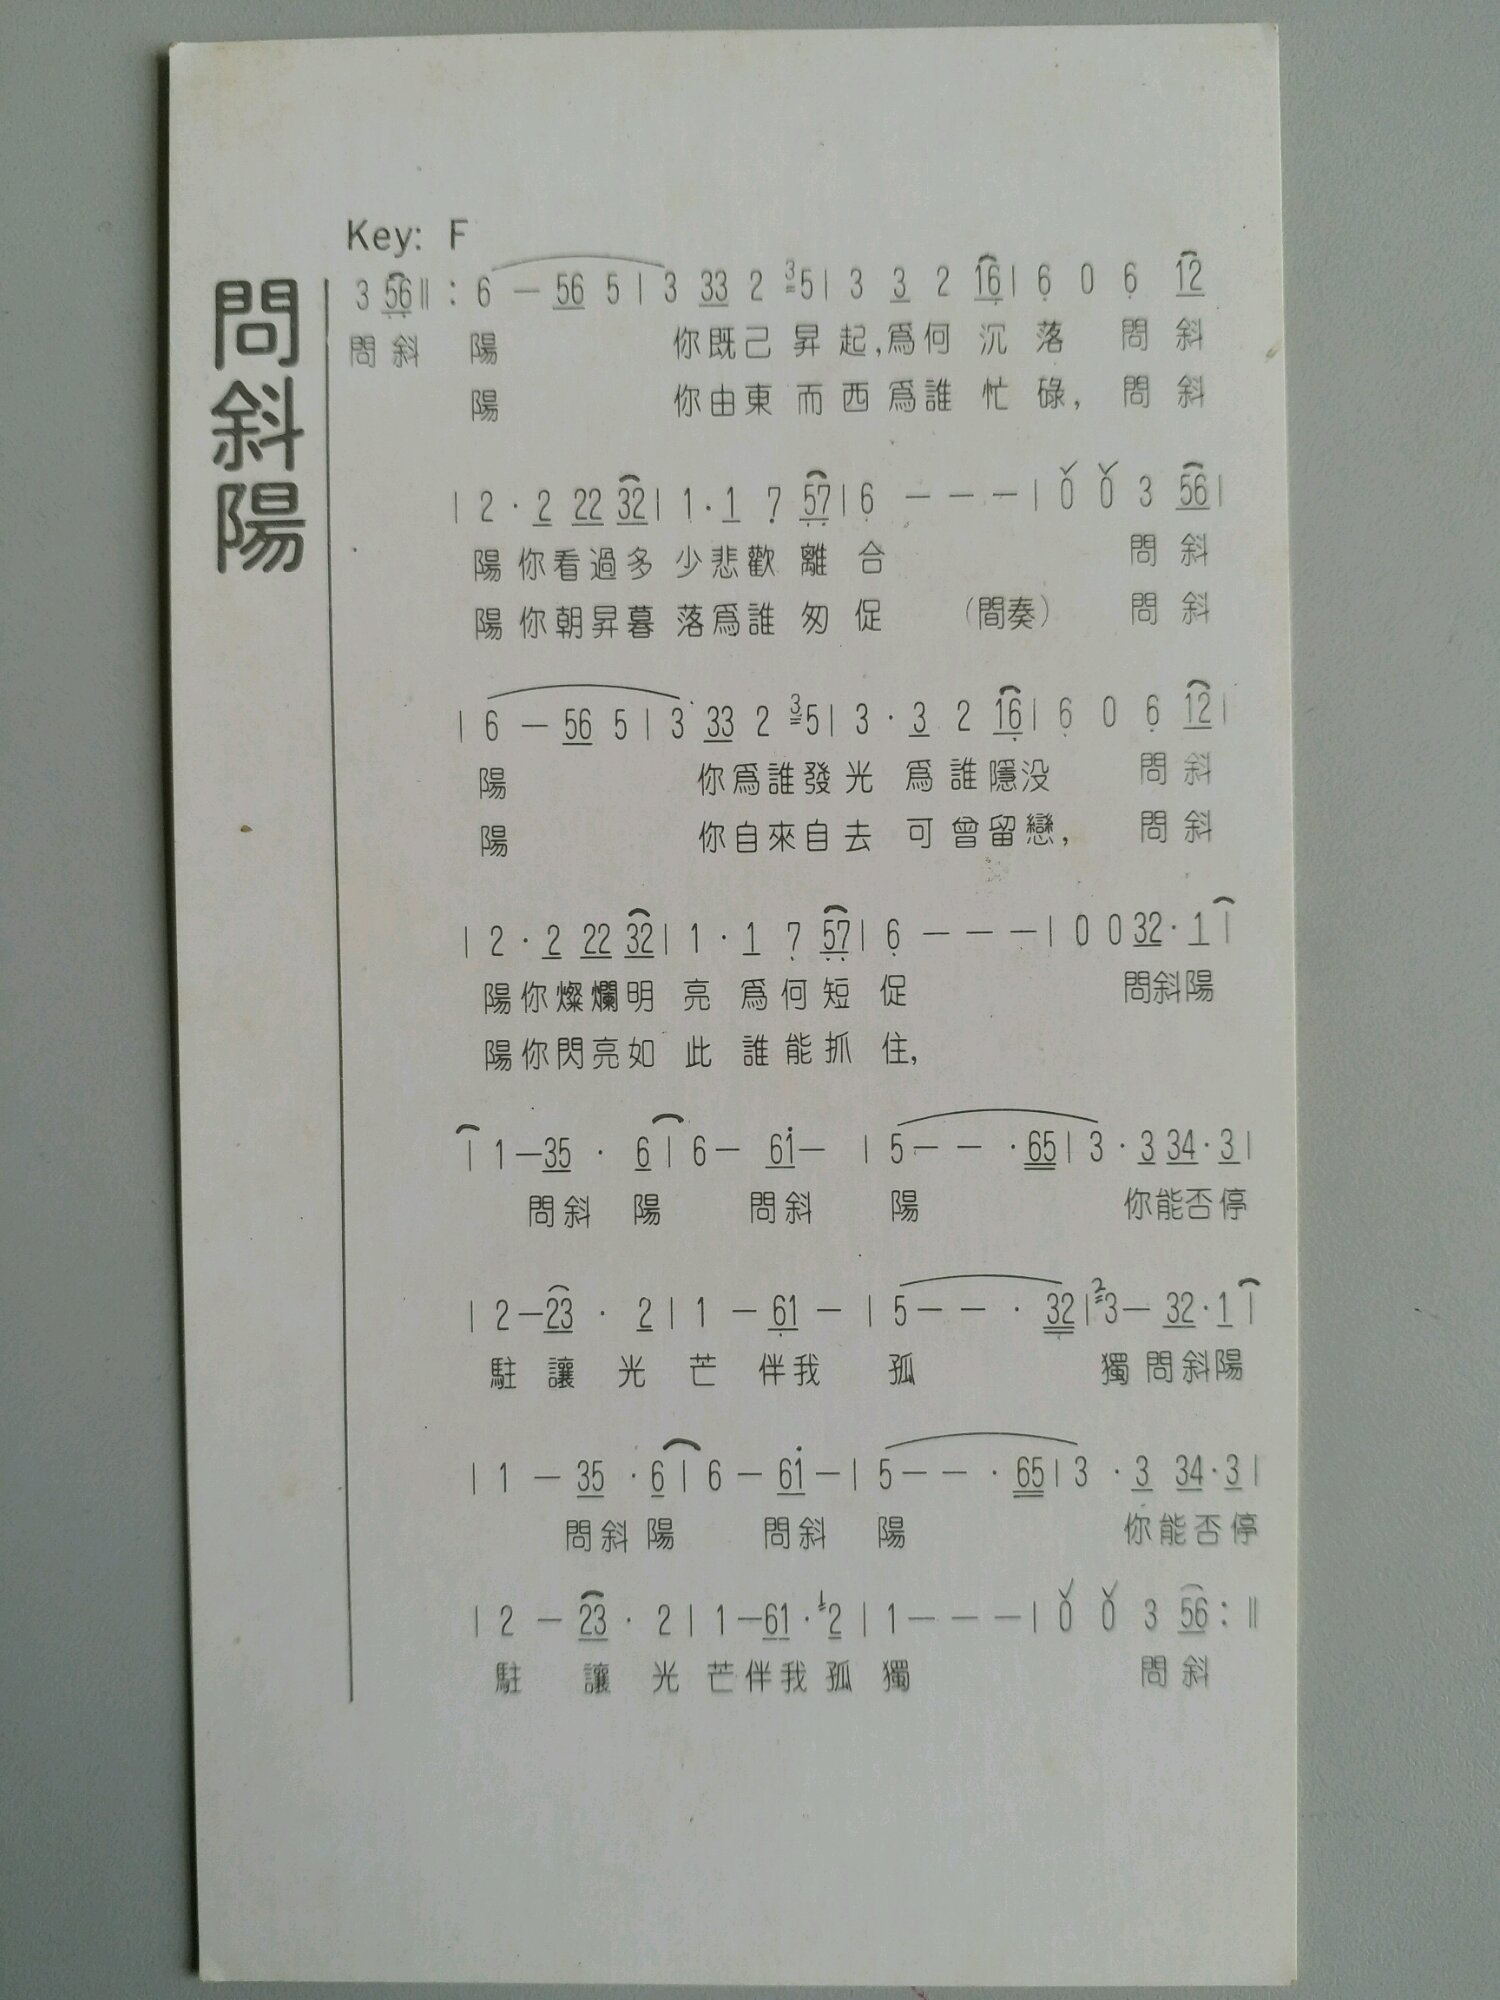 問斜陽
Key: F
3 56‖: 6 — 56 5 | 3 33 2 3 5 | 3 3 2 16 | 6 0 6 12
問斜 陽 你既己昇起,爲何沉落 問斜
陽 你由東而西爲誰忙碌, 問斜
| 2 · 2 22 32 | 1 · 1 7 57 | 6 — — — | 0 0 3 56 |
陽你看過多少悲歡離合 問斜
陽你朝昇暮落爲誰匆促 (間奏) 問斜
| 6 — 56 5 | 3 33 2 3 5 | 3 · 3 2 16 | 6 0 6 12 |
陽 你爲誰發光爲誰隱没 問斜
陽 你自來自去可曾留戀, 問斜
| 2 · 2 22 32 | 1 · 1 7 57 | 6 — — — | 0 0 32 · 1 |
陽你燦爛明亮爲何短促 問斜陽
陽你閃亮如此誰能抓住,
| 1 — 35 · 6 | 6 — 61 — | 5 — — · 65 | 3 · 3 34 · 3 |
問斜陽 問斜陽 你能否停
| 2 — 23 · 2 | 1 — 61 — | 5 — — · 32 | 2 3 — 32 · 1 |
駐讓光芒伴我孤 獨問斜陽
| 1 — 35 · 6 | 6 — 61 — | 5 — — · 65 | 3 · 3 34 · 3 |
問斜陽 問斜陽 你能否停
| 2 — 23 · 2 | 1 — 61 · 1 2 | 1 — — — | 0 0 3 56 :‖
駐讓光芒伴我孤獨 問斜